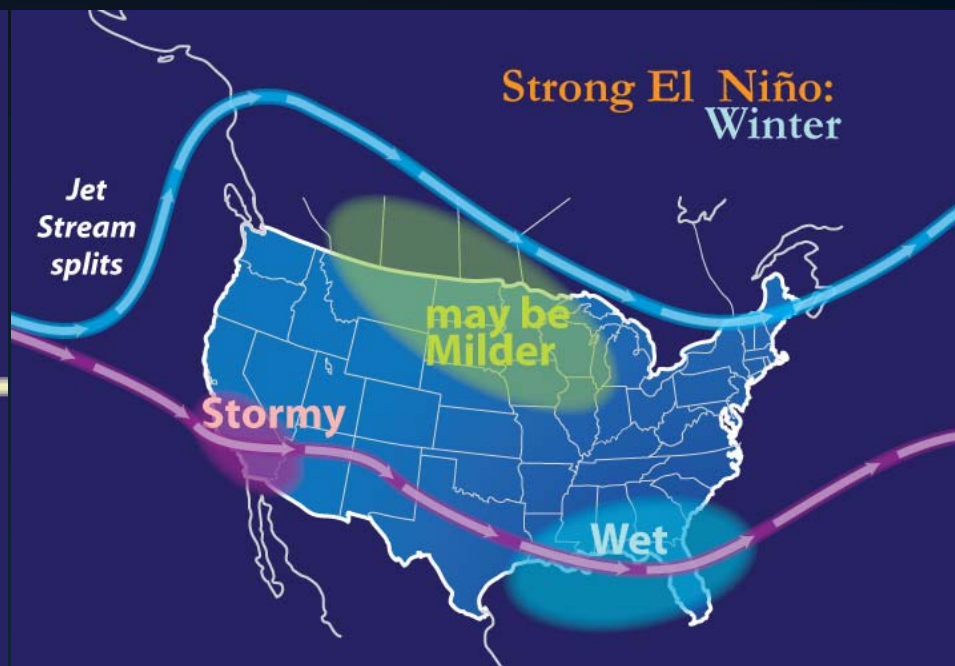 Strong El Niño:
Winter
Jet
Stream
splits
may be
Milder
Stormy
Wet